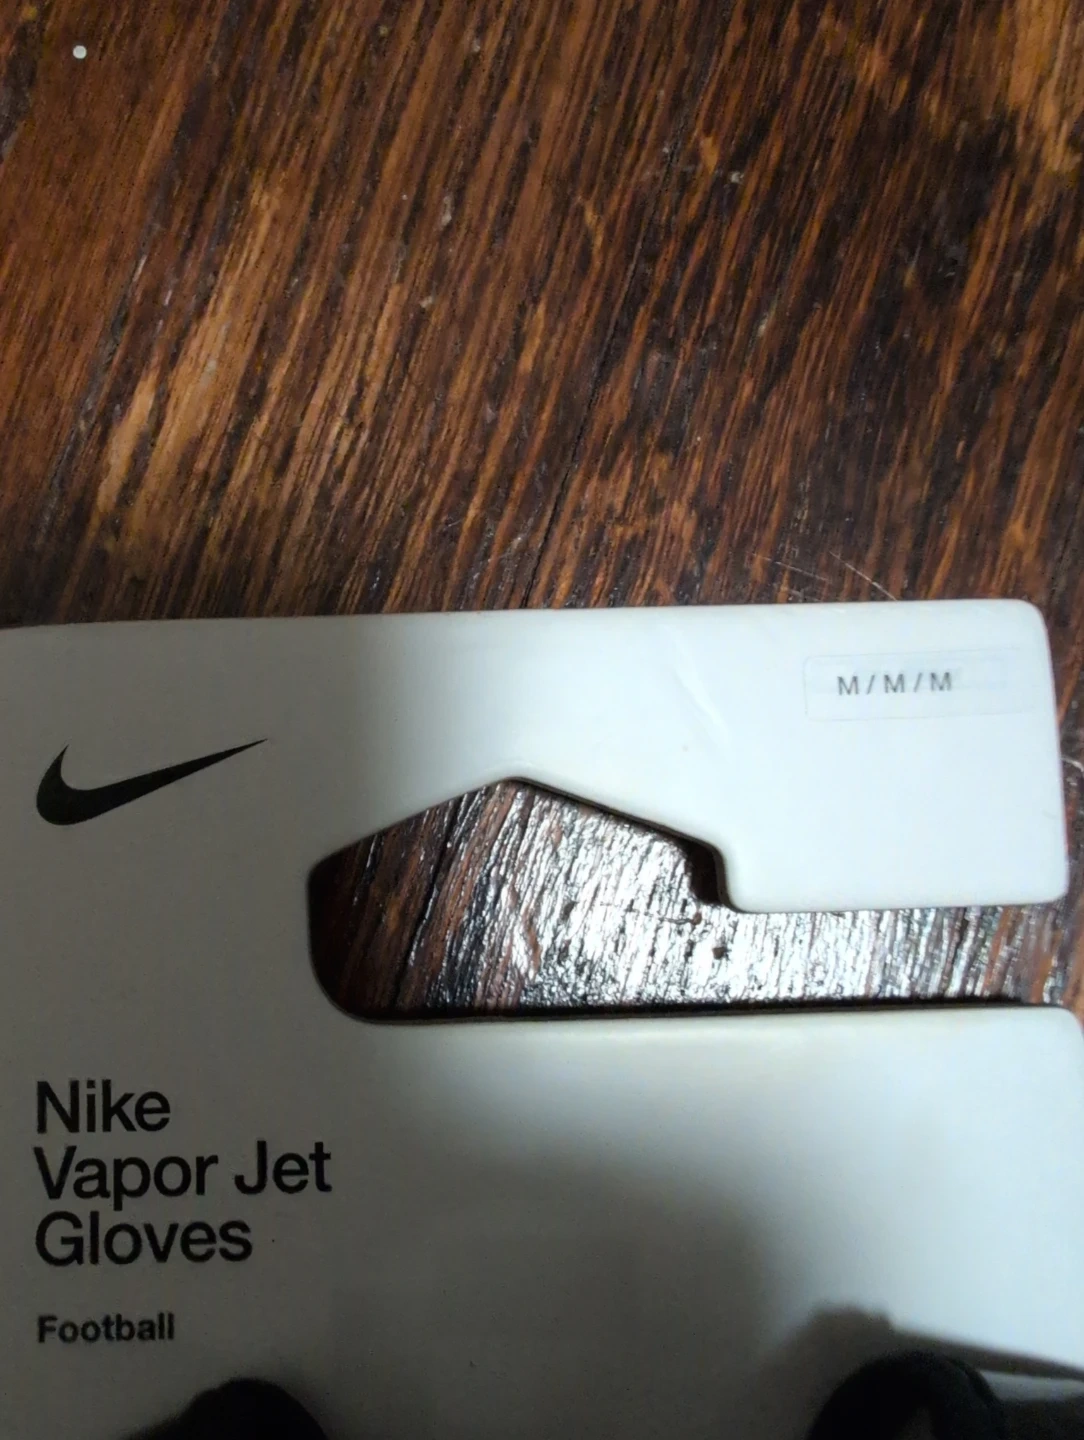 M/M/M
Nike
Vapor Jet
Gloves
Football